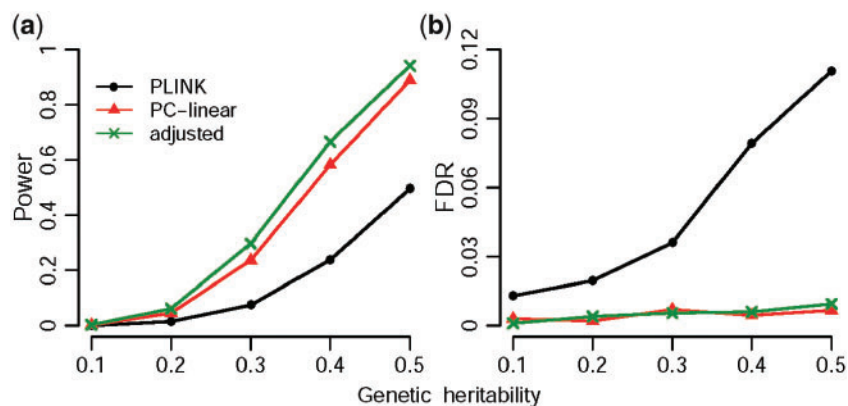 (a)
Power
1
0.8
0.6
0.4
0.2
0
PLINK
PC-linear
adjusted
0.1 0.2 0.3 0.4 0.5
(b)
FDR
0.12
0.09
0.06
0.03
0
0.1 0.2 0.3 0.4 0.5
Genetic heritability